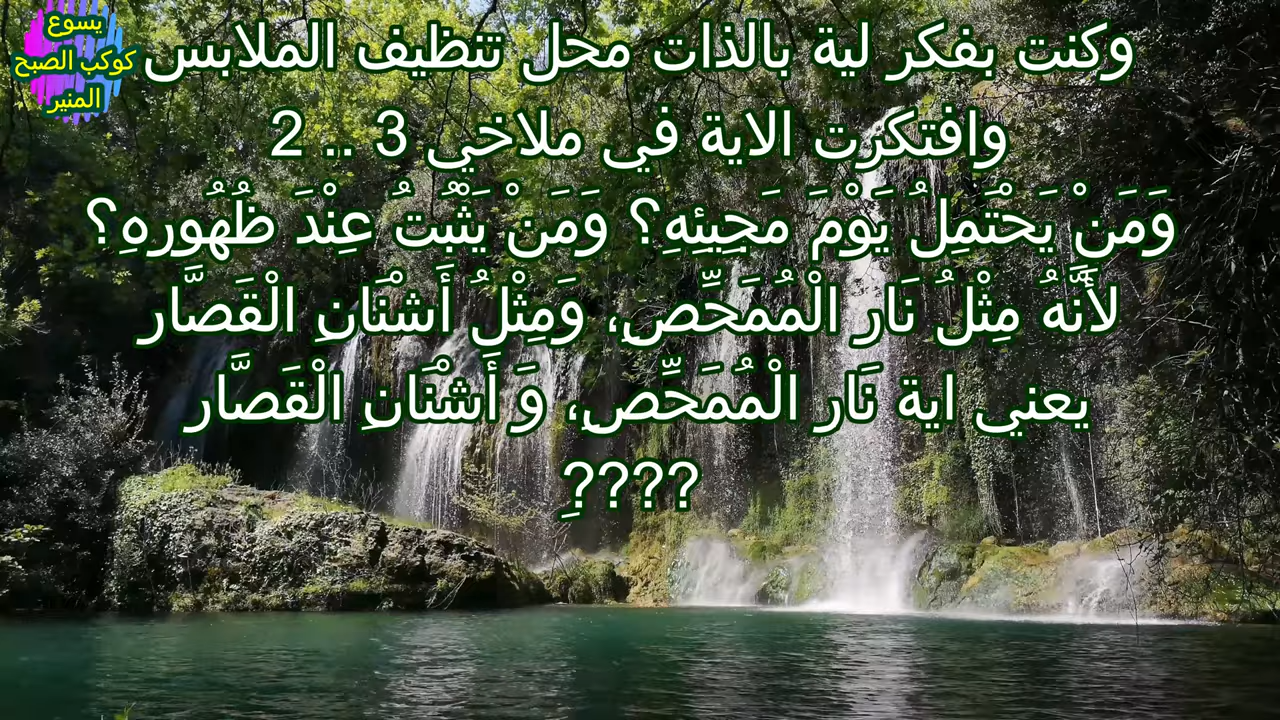 يسوع
كوكب الصبح
المنير
وكنت بفكر لية بالذات محل تنظيف الملابس
وافتكرت الاية في ملاخي 3 .. 2
وَمَنْ يَحْتَمِلُ يَوْمَ مَجِيئِهِ؟ وَمَنْ يَثْبُتُ عِنْدَ ظُهُورِهِ؟
لأَنَّهُ مِثْلُ نَارِ الْمُمَحِّصِ، وَمِثْلُ أَشْنَانِ الْقَصَّارِ
يعني اية نَارِ الْمُمَحِّصِ، وَ أَشْنَانِ الْقَصَّارِ
????ِ